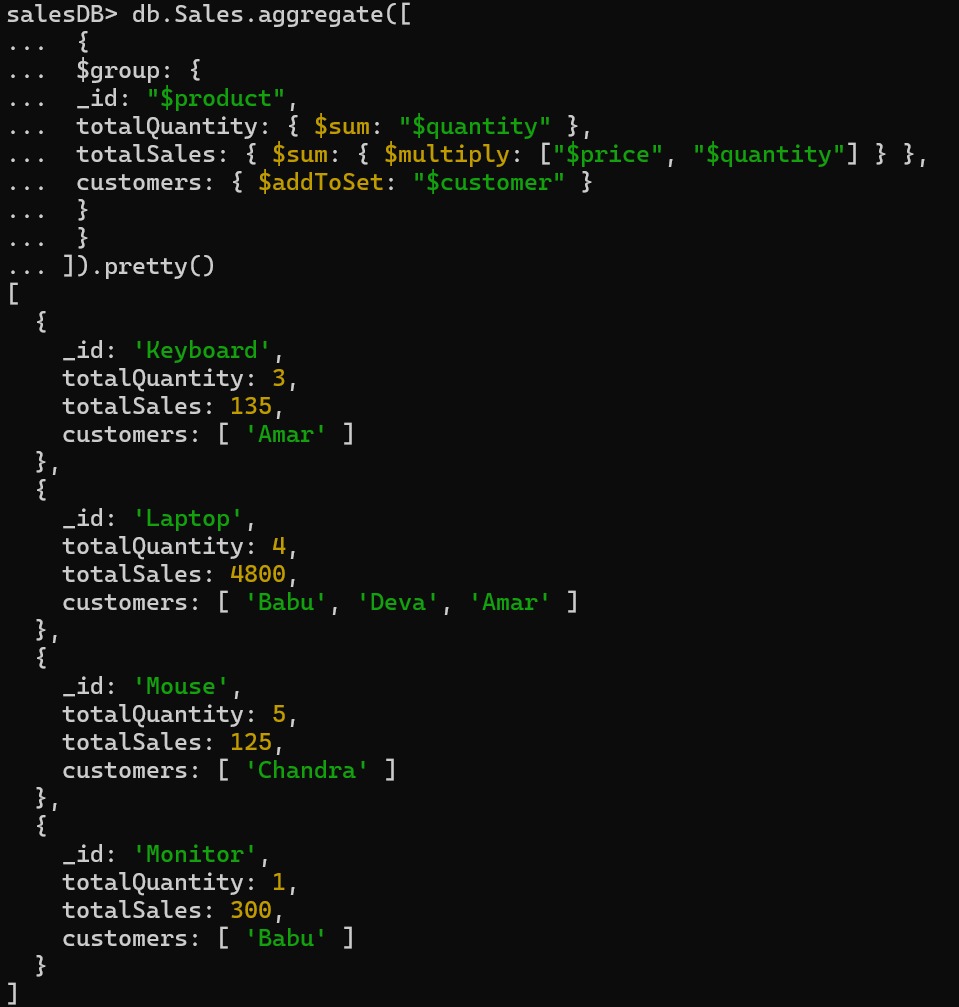 salesDB> db.Sales.aggregate([
...  {
...  $group: {
...  _id: "$product",
...  totalQuantity: { $sum: "$quantity" },
...  totalSales: { $sum: { $multiply: ["$price", "$quantity"] } },
...  customers: { $addToSet: "$customer" }
...  }
...  }
... ]).pretty()
[
  {
    _id: 'Keyboard',
    totalQuantity: 3,
    totalSales: 135,
    customers: [ 'Amar' ]
  },
  {
    _id: 'Laptop',
    totalQuantity: 4,
    totalSales: 4800,
    customers: [ 'Babu', 'Deva', 'Amar' ]
  },
  {
    _id: 'Mouse',
    totalQuantity: 5,
    totalSales: 125,
    customers: [ 'Chandra' ]
  },
  {
    _id: 'Monitor',
    totalQuantity: 1,
    totalSales: 300,
    customers: [ 'Babu' ]
  }
]